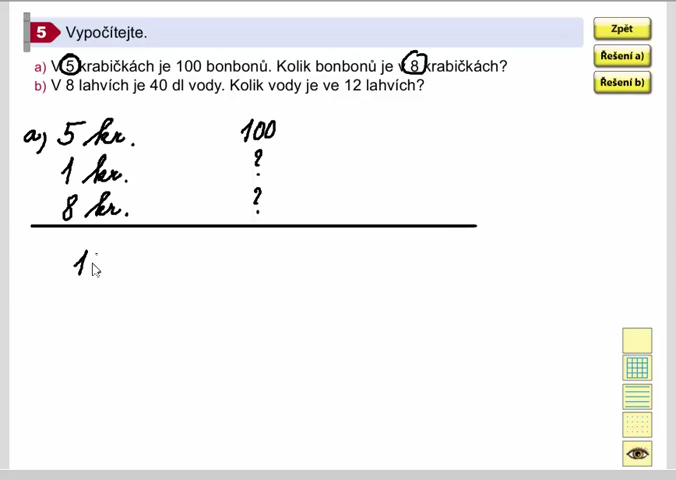 5 Vypočítejte.
Zpět
a) V 5 krabičkách je 100 bonbonů. Kolik bonbonů je v 8 krabičkách?
Řešení a)
b) V 8 lahvích je 40 dl vody. Kolik vody je ve 12 lahvích?
Řešení b)
a) 5 kr. 100
1 kr. ?
8 kr. ?
1